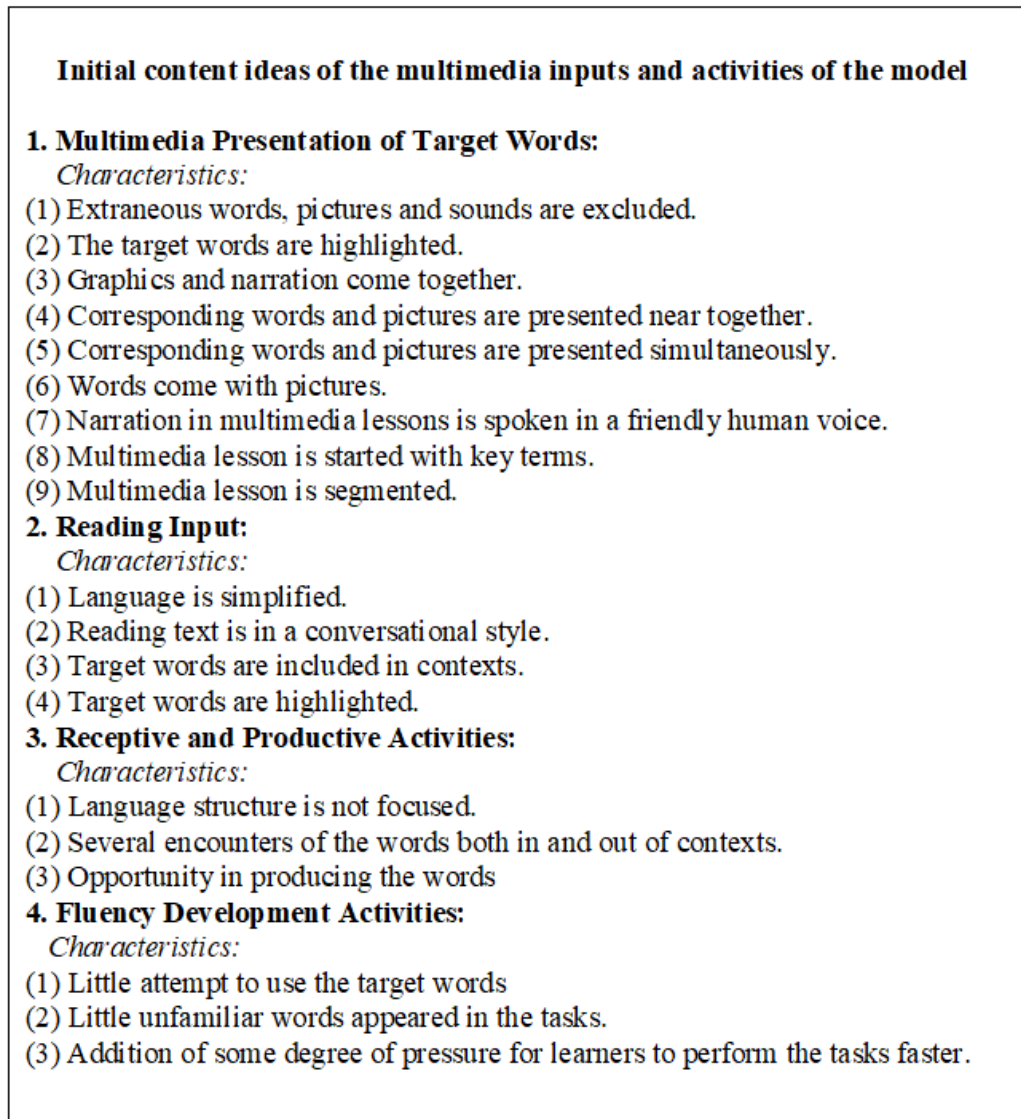 Initial content ideas of the multimedia inputs and activities of the model
1. Multimedia Presentation of Target Words:
Characteristics:
(1) Extraneous words, pictures and sounds are excluded.
(2) The target words are highlighted.
(3) Graphics and narration come together.
(4) Corresponding words and pictures are presented near together.
(5) Corresponding words and pictures are presented simultaneously.
(6) Words come with pictures.
(7) Narration in multimedia lessons is spoken in a friendly human voice.
(8) Multimedia lesson is started with key terms.
(9) Multimedia lesson is segmented.
2. Reading Input:
Characteristics:
(1) Language is simplified.
(2) Reading text is in a conversational style.
(3) Target words are included in contexts.
(4) Target words are highlighted.
3. Receptive and Productive Activities:
Characteristics:
(1) Language structure is not focused.
(2) Several encounters of the words both in and out of contexts.
(3) Opportunity in producing the words
4. Fluency Development Activities:
Characteristics:
(1) Little attempt to use the target words
(2) Little unfamiliar words appeared in the tasks.
(3) Addition of some degree of pressure for learners to perform the tasks faster.